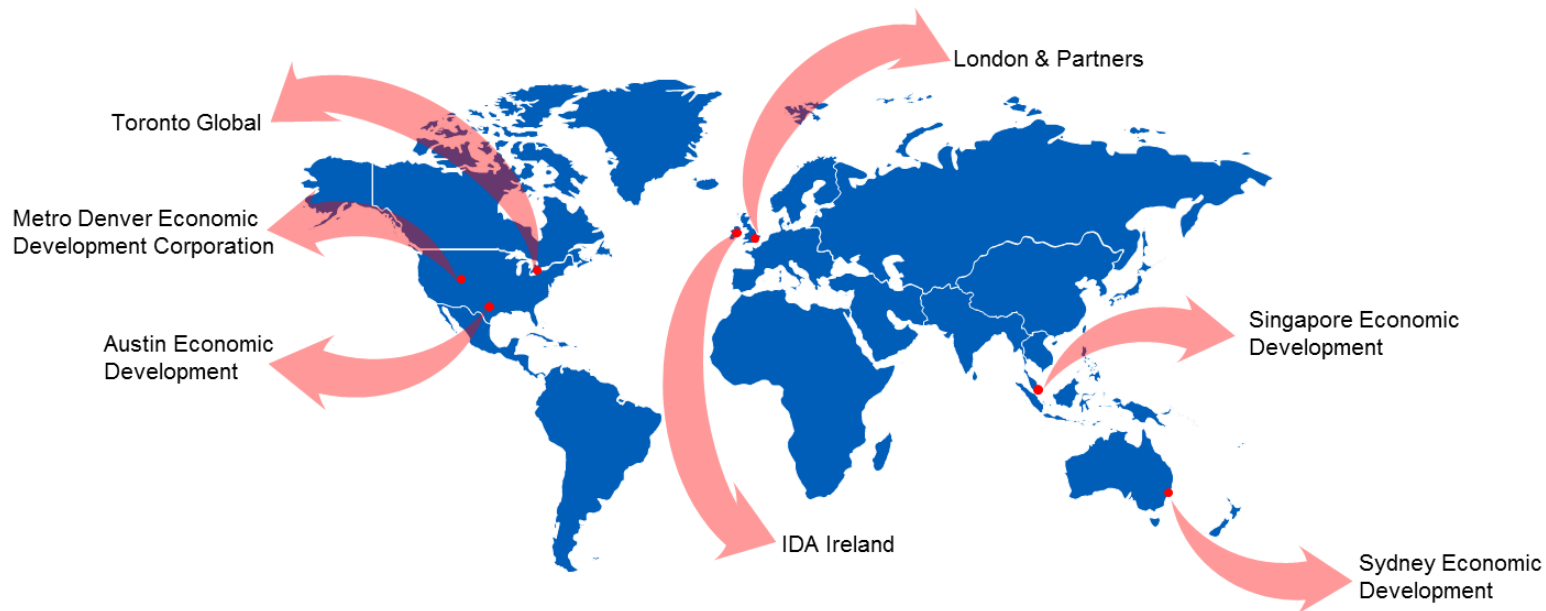 London & Partners
Toronto Global
Metro Denver Economic
Development Corporation
Austin Economic
Development
Singapore Economic
Development
IDA Ireland
Sydney Economic
Development